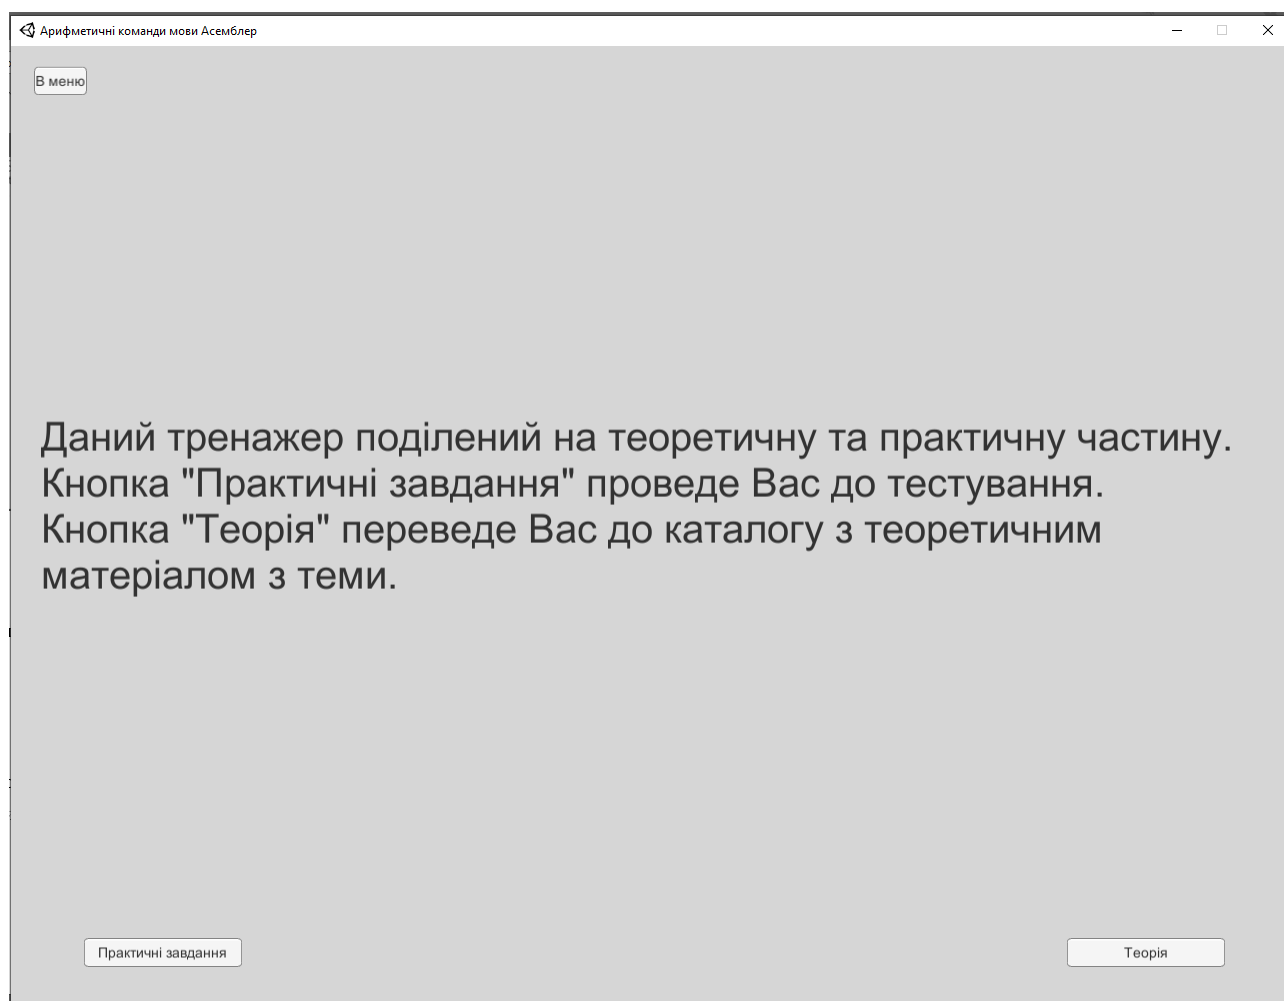 Арифметичні команди мови Асемблер
В меню
Даний тренажер поділений на теоретичну та практичну частину.
Кнопка "Практичні завдання" проведе Вас до тестування.
Кнопка "Теорія" переведе Вас до каталогу з теоретичним
матеріалом з теми.
Практичні завдання
Теорія